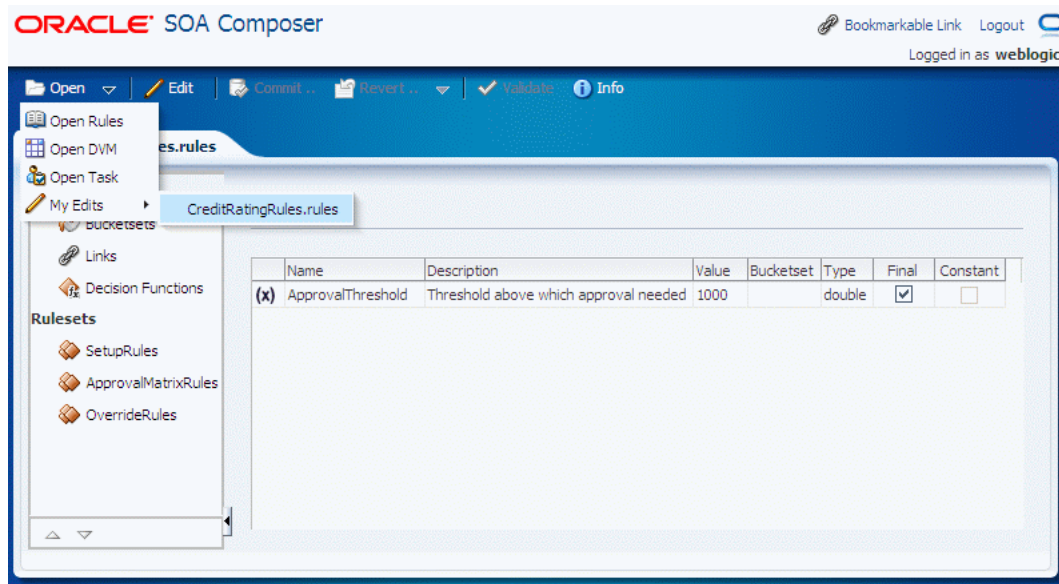 ORACLE SOA Composer
Bookmarkable Link Logout
Logged in as weblogic
Open Edit Commit .. Revert .. Validate Info
Open Rules
Open DVM
es.rules
Open Task
My Edits CreditRatingRules.rules
Bucketsets
Links
Decision Functions
Rulesets
SetupRules
ApprovalMatrixRules
OverrideRules
Name Description Value Bucketset Type Final Constant
(x) ApprovalThreshold Threshold above which approval needed 1000 double